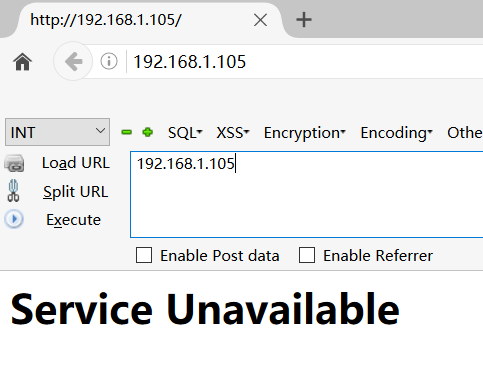 http://192.168.1.105/
192.168.1.105
INT SQL XSS Encryption Encoding Othe
Load URL 192.168.1.105
Split URL
Execute
Enable Post data Enable Referrer
Service Unavailable